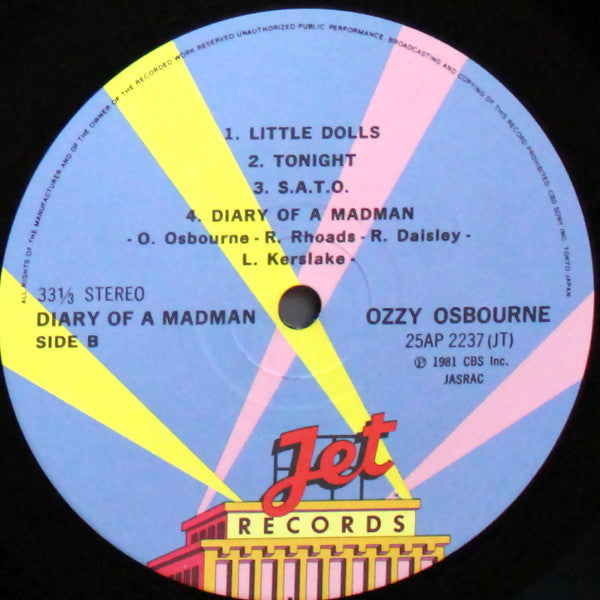 ALL RIGHTS OF THE MANUFACTURER AND OF THE OWNER OF THE RECORDED WORK RESERVED UNAUTHORIZED PUBLIC PERFORMANCE, BROADCASTING AND COPYING OF THIS RECORD PROHIBITED CBS SONY INC. TOKYO JAPAN
1. LITTLE DOLLS
2. TONIGHT
3. S.A.T.O.
4. DIARY OF A MADMAN
- O. Osbourne - R. Rhoads - R. Daisley -
L. Kerslake -
33⅓ STEREO
DIARY OF A MADMAN
SIDE B
OZZY OSBOURNE
25AP 2237 (JT)
℗ 1981 CBS Inc.
JASRAC
Jet
RECORDS